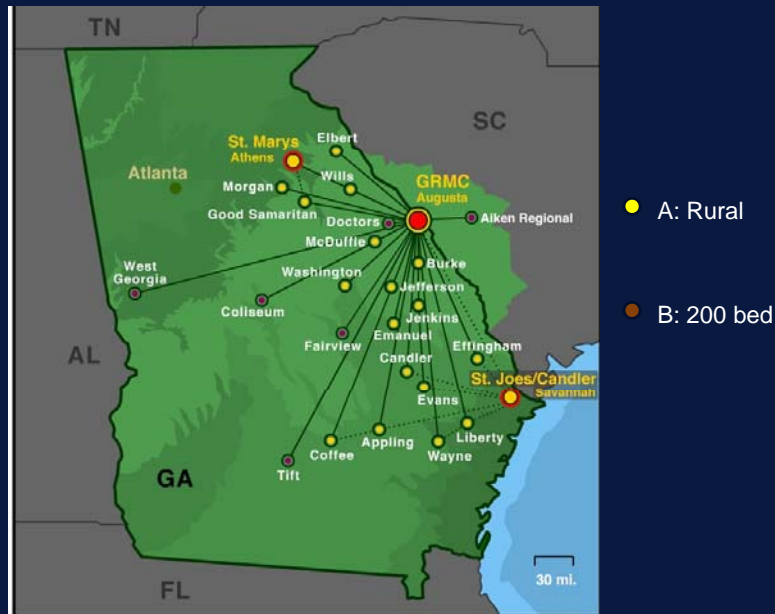 TN
SC
St. Marys
Athens
Elbert
Atlanta
Morgan
Wills
GRMC
Augusta
Good Samaritan
Doctors
Aiken Regional
McDuffie
West
Georgia
Washington
Burke
Jefferson
Coliseum
Jenkins
Emanuel
Fairview
Effingham
AL
Candler
St. Joes/Candler
Savannah
Evans
Coffee
Appling
Wayne
Liberty
Tift
GA
FL
30 mi.
A: Rural
B: 200 bed